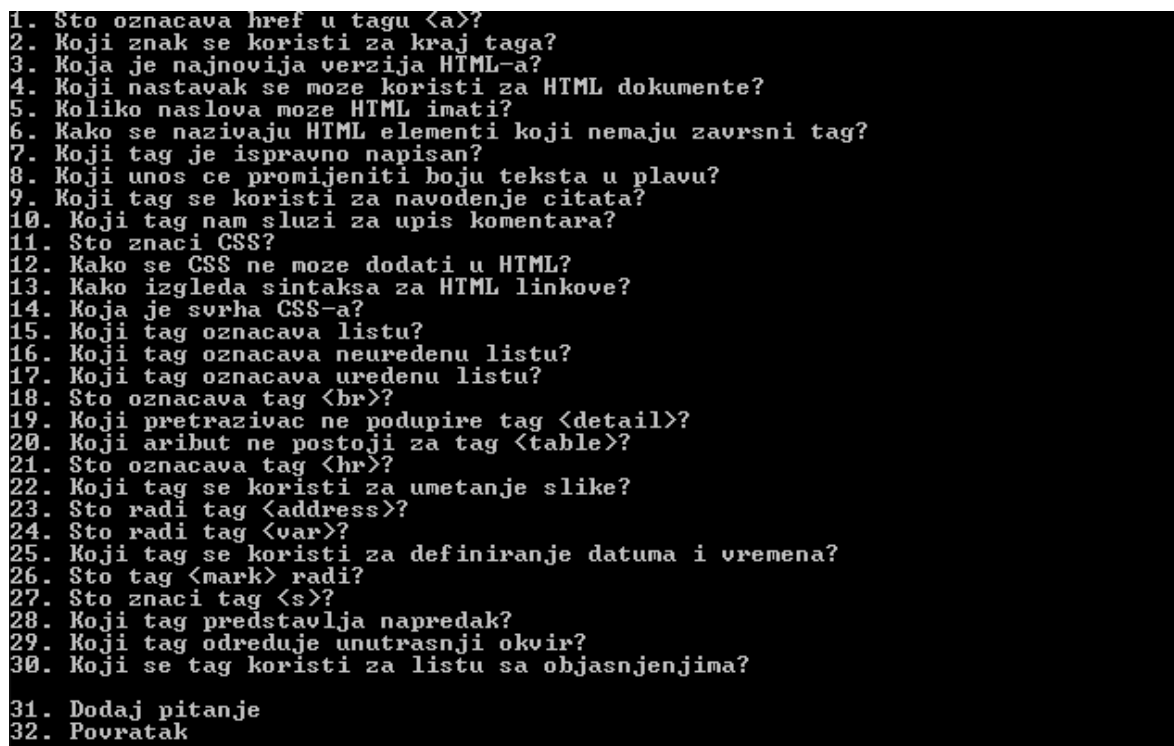 1. Sto oznacava href u tagu <a>?
2. Koji znak se koristi za kraj taga?
3. Koja je najnovija verzija HTML-a?
4. Koji nastavak se moze koristi za HTML dokumente?
5. Koliko naslova moze HTML imati?
6. Kako se nazivaju HTML elementi koji nemaju zavrsni tag?
7. Koji tag je ispravno napisan?
8. Koji unos ce promijeniti boju teksta u plavu?
9. Koji tag se koristi za navodenje citata?
10. Koji tag nam sluzi za upis komentara?
11. Sto znaci CSS?
12. Kako se CSS ne moze dodati u HTML?
13. Kako izgleda sintaksa za HTML linkove?
14. Koja je svrha CSS-a?
15. Koji tag oznacava listu?
16. Koji tag oznacava neuredenu listu?
17. Koji tag oznacava uredenu listu?
18. Sto oznacava tag <br>?
19. Koji pretrazivac ne podupire tag <detail>?
20. Koji aribut ne postoji za tag <table>?
21. Sto oznacava tag <hr>?
22. Koji tag se koristi za umetanje slike?
23. Sto radi tag <address>?
24. Sto radi tag <var>?
25. Koji tag se koristi za definiranje datuma i vremena?
26. Sto tag <mark> radi?
27. Sto znaci tag <s>?
28. Koji tag predstavlja napredak?
29. Koji tag odreduje unutrasnji okvir?
30. Koji se tag koristi za listu sa objasnjenjima?
31. Dodaj pitanje
32. Povratak